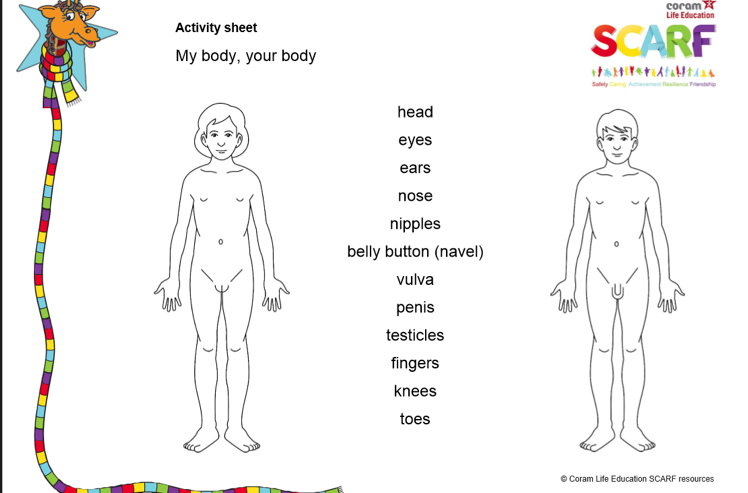 Activity sheet
My body, your body
coram
Life Education
SCARF
Safety Caring Achievement Resilience Friendship
head
eyes
ears
nose
nipples
belly button (navel)
vulva
penis
testicles
fingers
knees
toes
© Coram Life Education SCARF resources